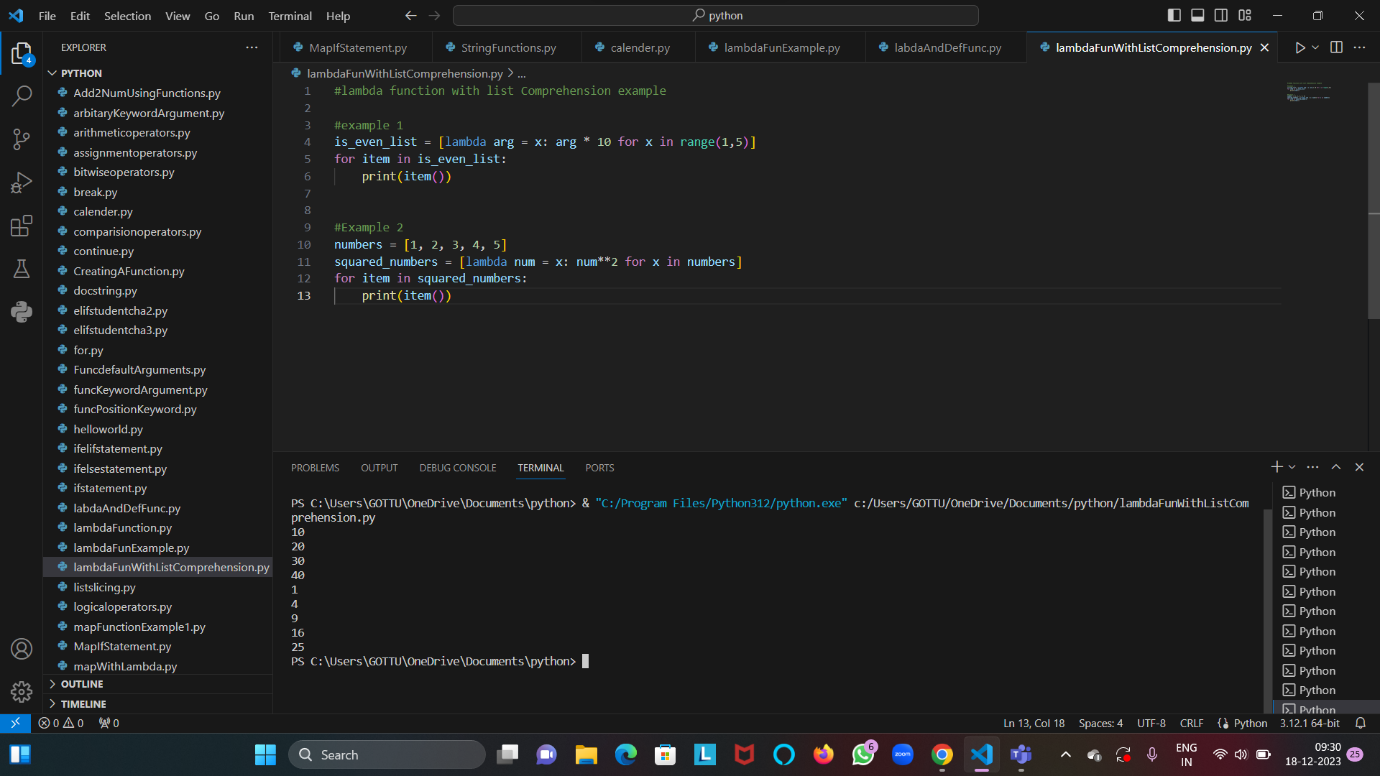 File Edit Selection View Go Run Terminal Help
python
EXPLORER
4
MapIfStatement.py
StringFunctions.py
calender.py
lambdaFunExample.py
labdaAndDefFunc.py
lambdaFunWithListComprehension.py
PYTHON
Add2NumUsingFunctions.py
arbitaryKeywordArgument.py
arithmeticoperators.py
assignmentoperators.py
bitwiseoperators.py
break.py
calender.py
comparisionoperators.py
continue.py
CreatingAFunction.py
docstring.py
elifstudentcha2.py
elifstudentcha3.py
for.py
FuncdefaultArguments.py
funcKeywordArgument.py
funcPositionKeyword.py
helloworld.py
ifelifstatement.py
ifelsestatement.py
ifstatement.py
labdaAndDefFunc.py
lambdaFunction.py
lambdaFunExample.py
lambdaFunWithListComprehension.py
listslicing.py
logicaloperators.py
mapFunctionExample1.py
MapIfStatement.py
mapWithLambda.py
OUTLINE
TIMELINE
lambdaFunWithListComprehension.py > ...
1 #lambda function with list Comprehension example
2
3 #example 1
4 is_even_list = [lambda arg = x: arg * 10 for x in range(1,5)]
5 for item in is_even_list:
6 print(item())
7
8
9 #Example 2
10 numbers = [1, 2, 3, 4, 5]
11 squared_numbers = [lambda num = x: num**2 for x in numbers]
12 for item in squared_numbers:
13 print(item())
PROBLEMS OUTPUT DEBUG CONSOLE TERMINAL PORTS
PS C:\Users\GOTTU\OneDrive\Documents\python> & "C:/Program Files/Python312/python.exe" c:/Users/GOTTU/OneDrive/Documents/python/lambdaFunWithListCom
prehension.py
10
20
30
40
1
4
9
16
25
PS C:\Users\GOTTU\OneDrive\Documents\python>
Python
Python
Python
Python
Python
Python
Python
Python
Python
Python
Python
Python
0 0 0
Ln 13, Col 18 Spaces: 4 UTF-8 CRLF Python 3.12.1 64-bit
Search
L
6
zoom
ENG
IN
09:30
18-12-2023
25